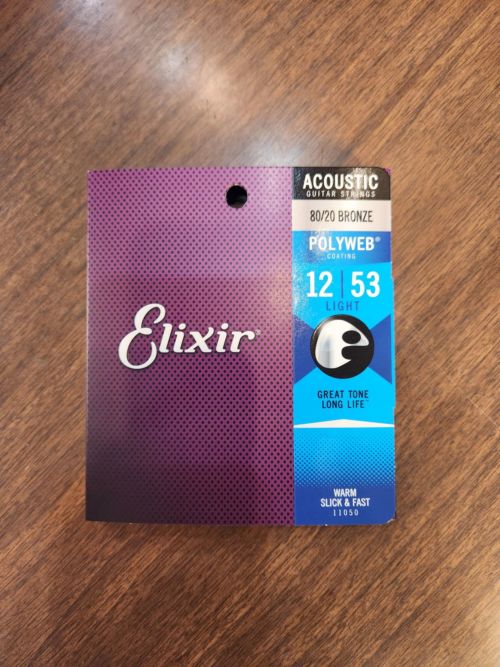 Elixir®
ACOUSTIC
GUITAR STRINGS
80/20 BRONZE
POLYWEB®
COATING
12 | 53
LIGHT
GREAT TONE
LONG LIFE™
WARM
SLICK & FAST
11050